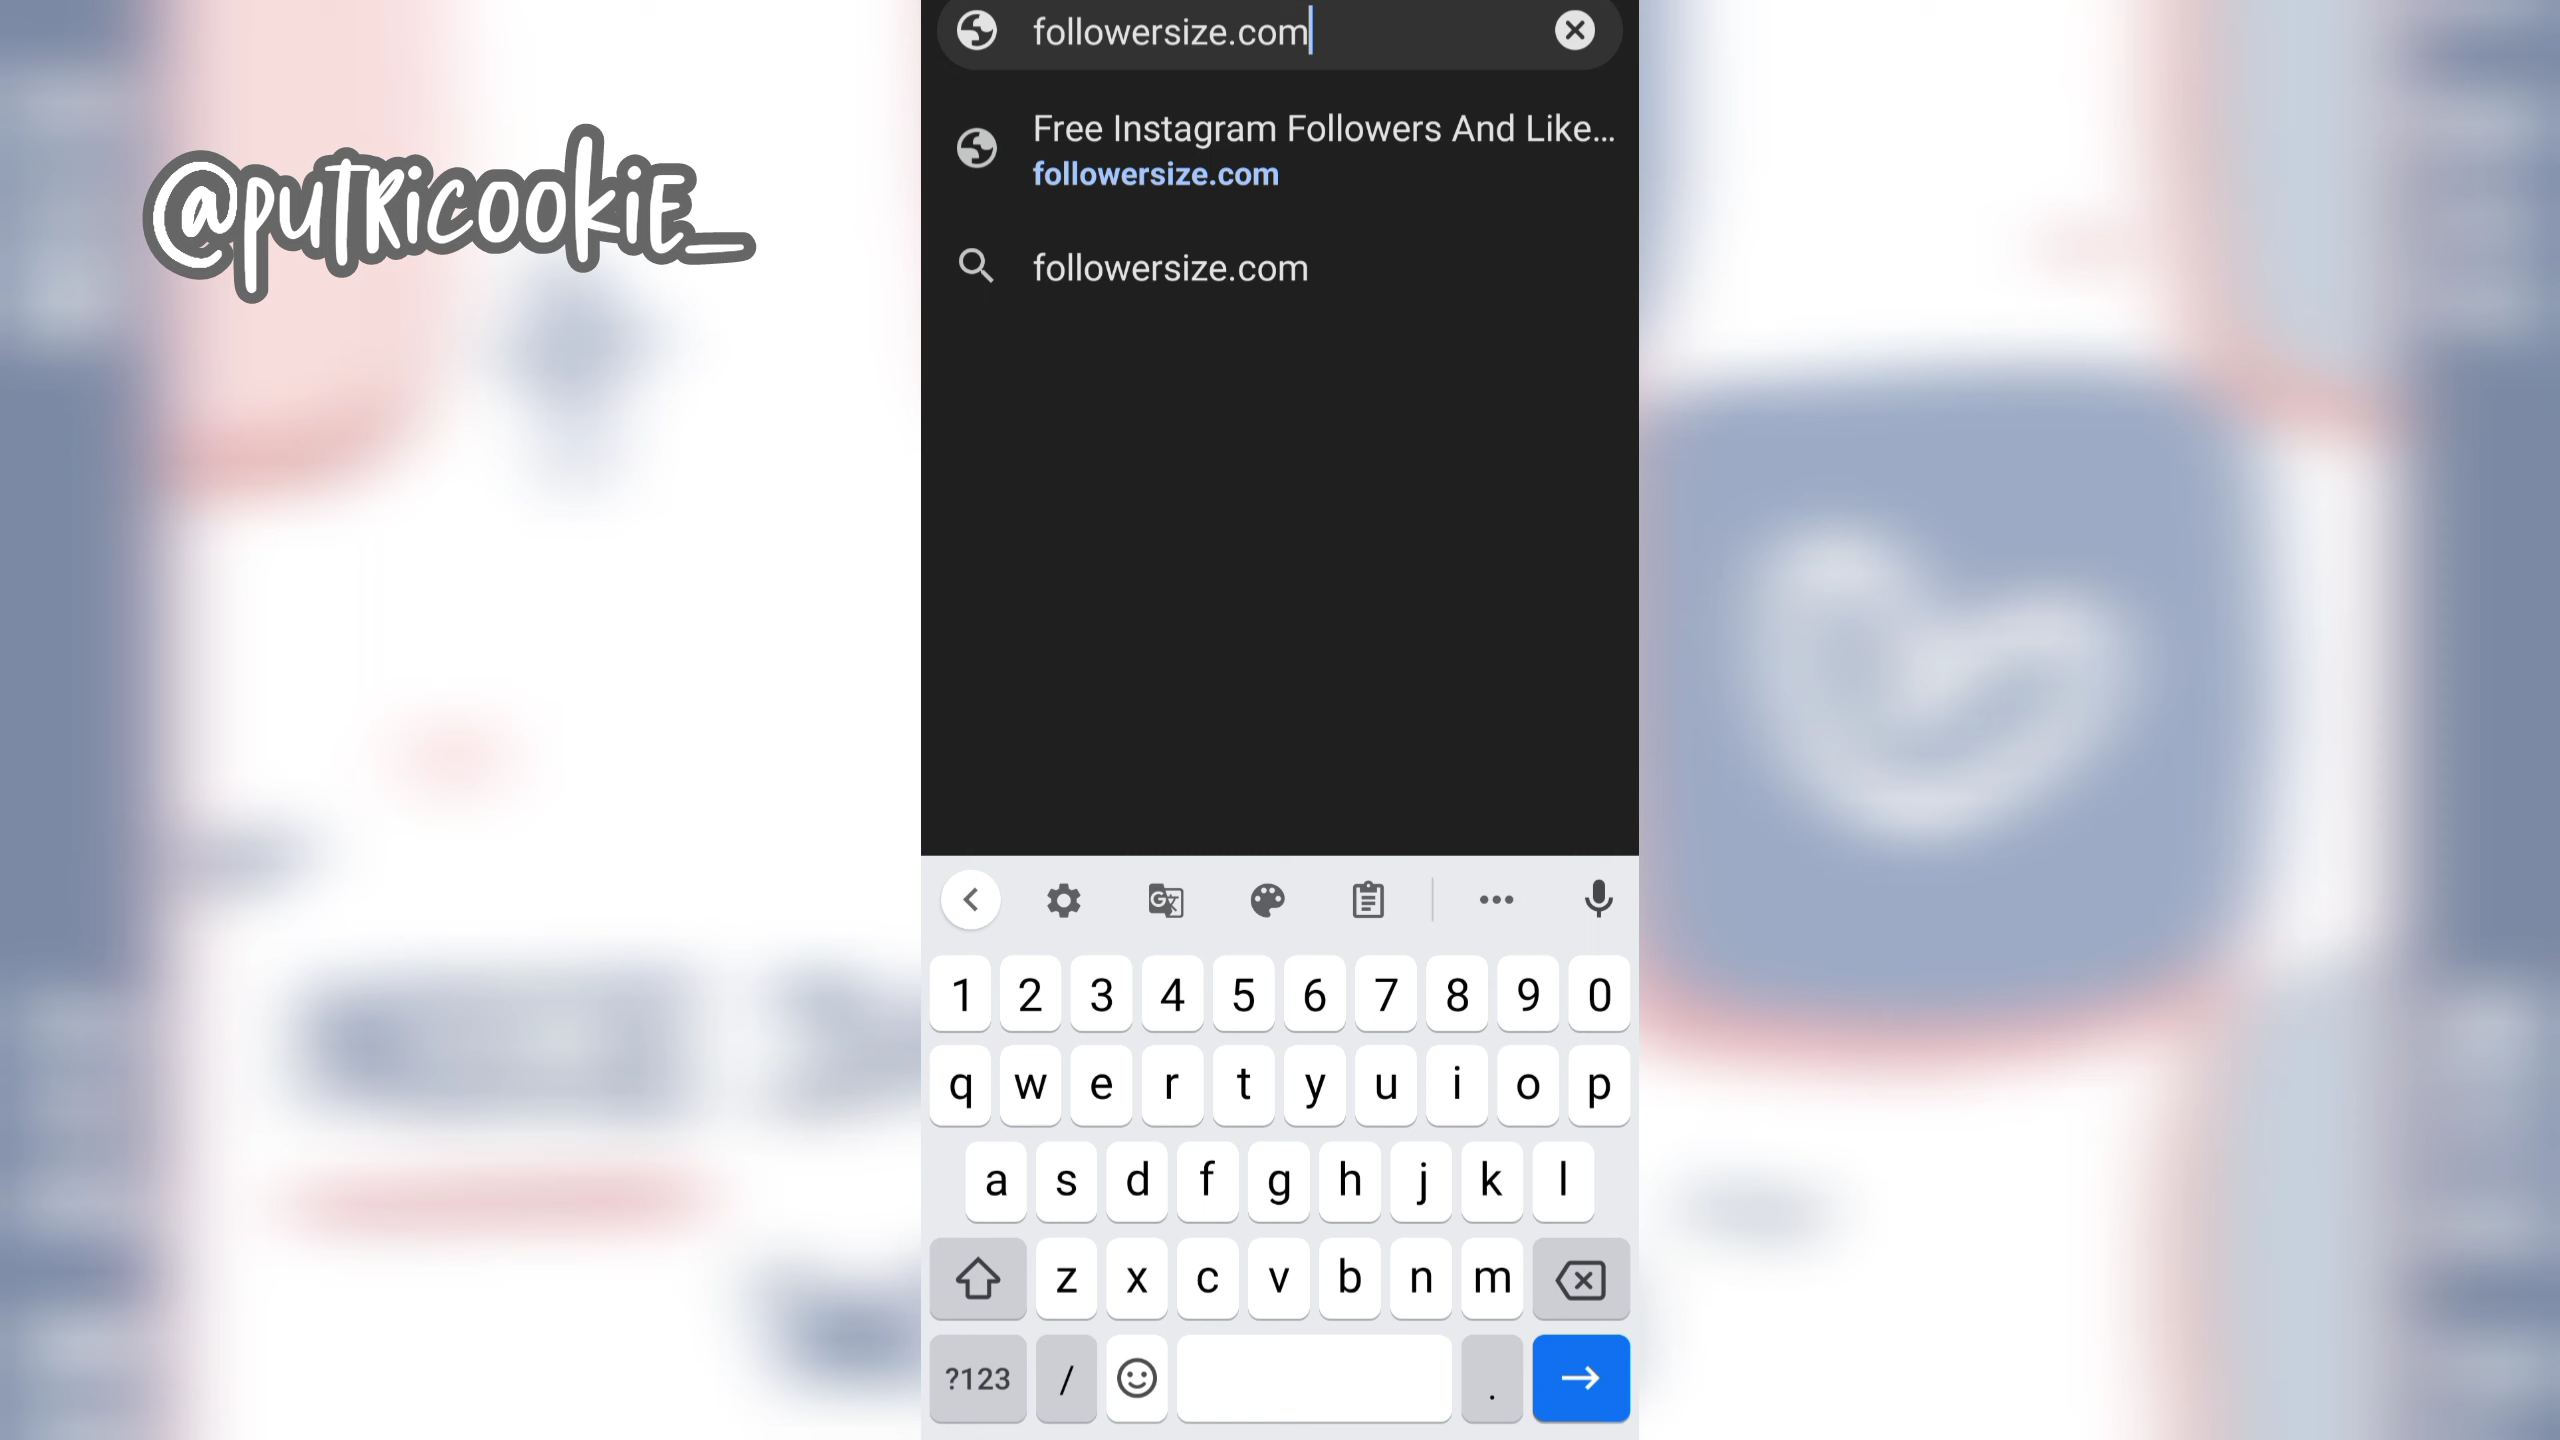 @putricookie_
followersize.com
Free Instagram Followers And Like...
followersize.com
followersize.com
1 2 3 4 5 6 7 8 9 0
q w e r t y u i o p
a s d f g h j k l
z x c v b n m
?123 / .